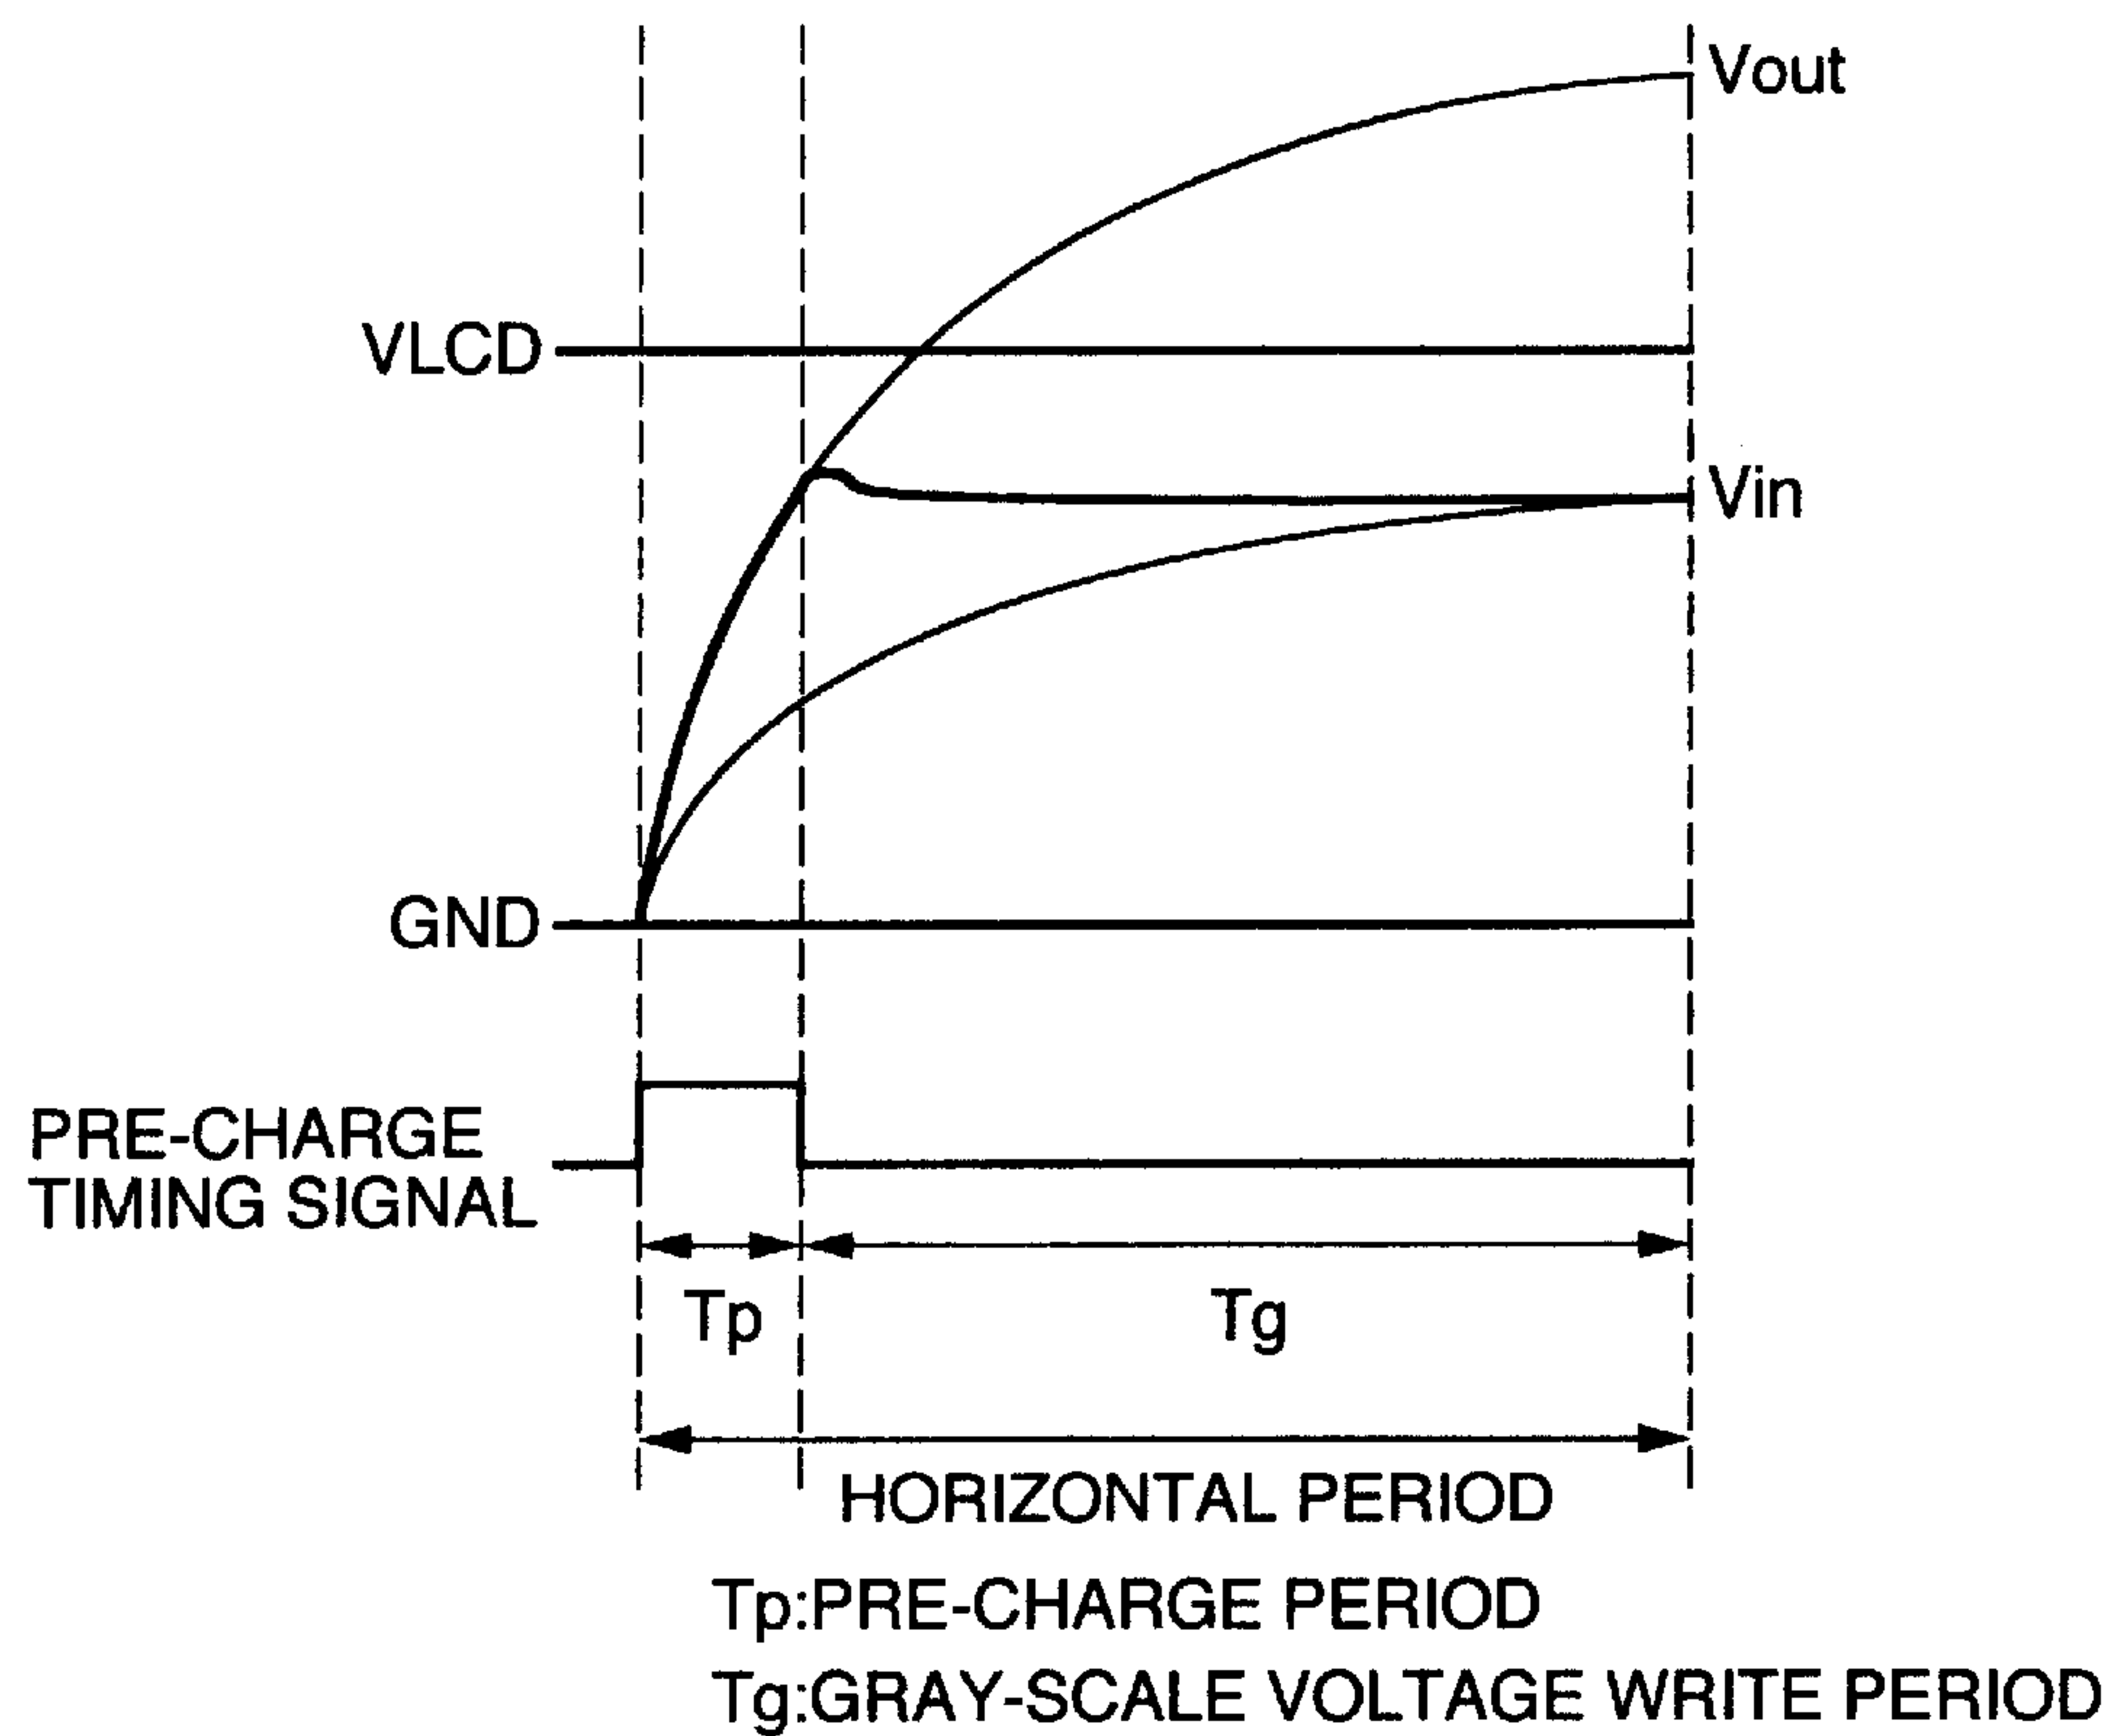 Vout
VLCD
Vin
GND
PRE-CHARGE
TIMING SIGNAL
Tp
Tg
HORIZONTAL PERIOD
Tp:PRE-CHARGE PERIOD
Tg:GRAY-SCALE VOLTAGE WRITE PERIOD